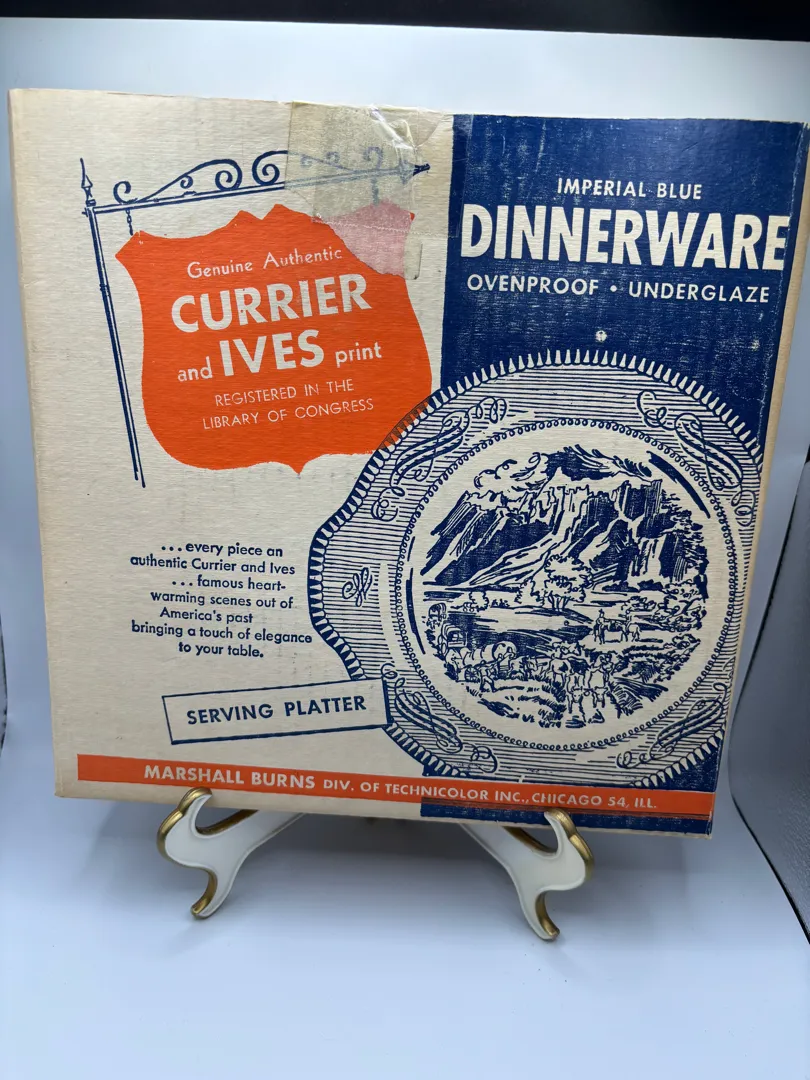 Genuine Authentic
CURRIER
and IVES print
REGISTERED IN THE
LIBRARY OF CONGRESS
IMPERIAL BLUE
DINNERWARE
OVENPROOF • UNDERGLAZE
...every piece an
authentic Currier and Ives
...famous heart-
warming scenes out of
America's past
bringing a touch of elegance
to your table.
SERVING PLATTER
MARSHALL BURNS DIV. OF TECHNICOLOR INC., CHICAGO 54, ILL.